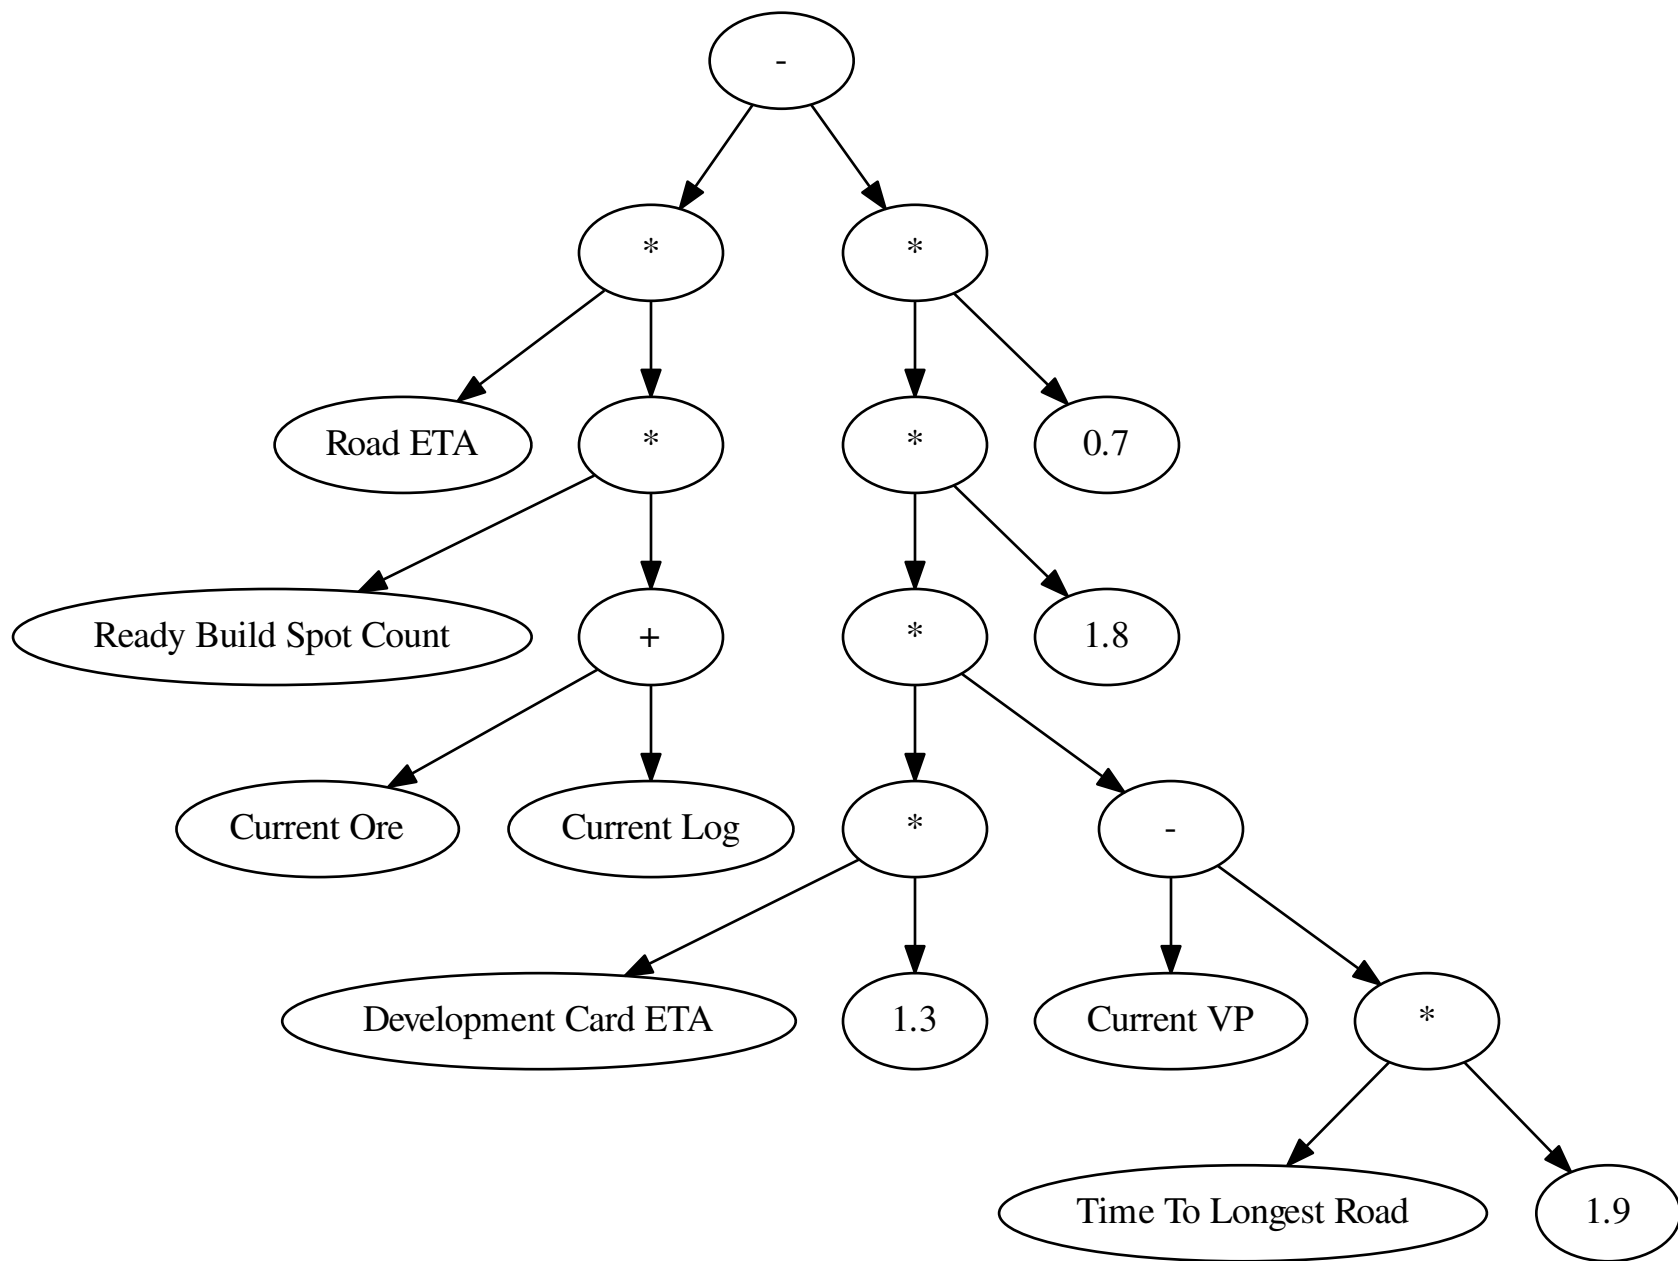 -
* *
Road ETA * * 0.7
Ready Build Spot Count + * 1.8
Current Ore Current Log * -
Development Card ETA 1.3 Current VP *
Time To Longest Road 1.9